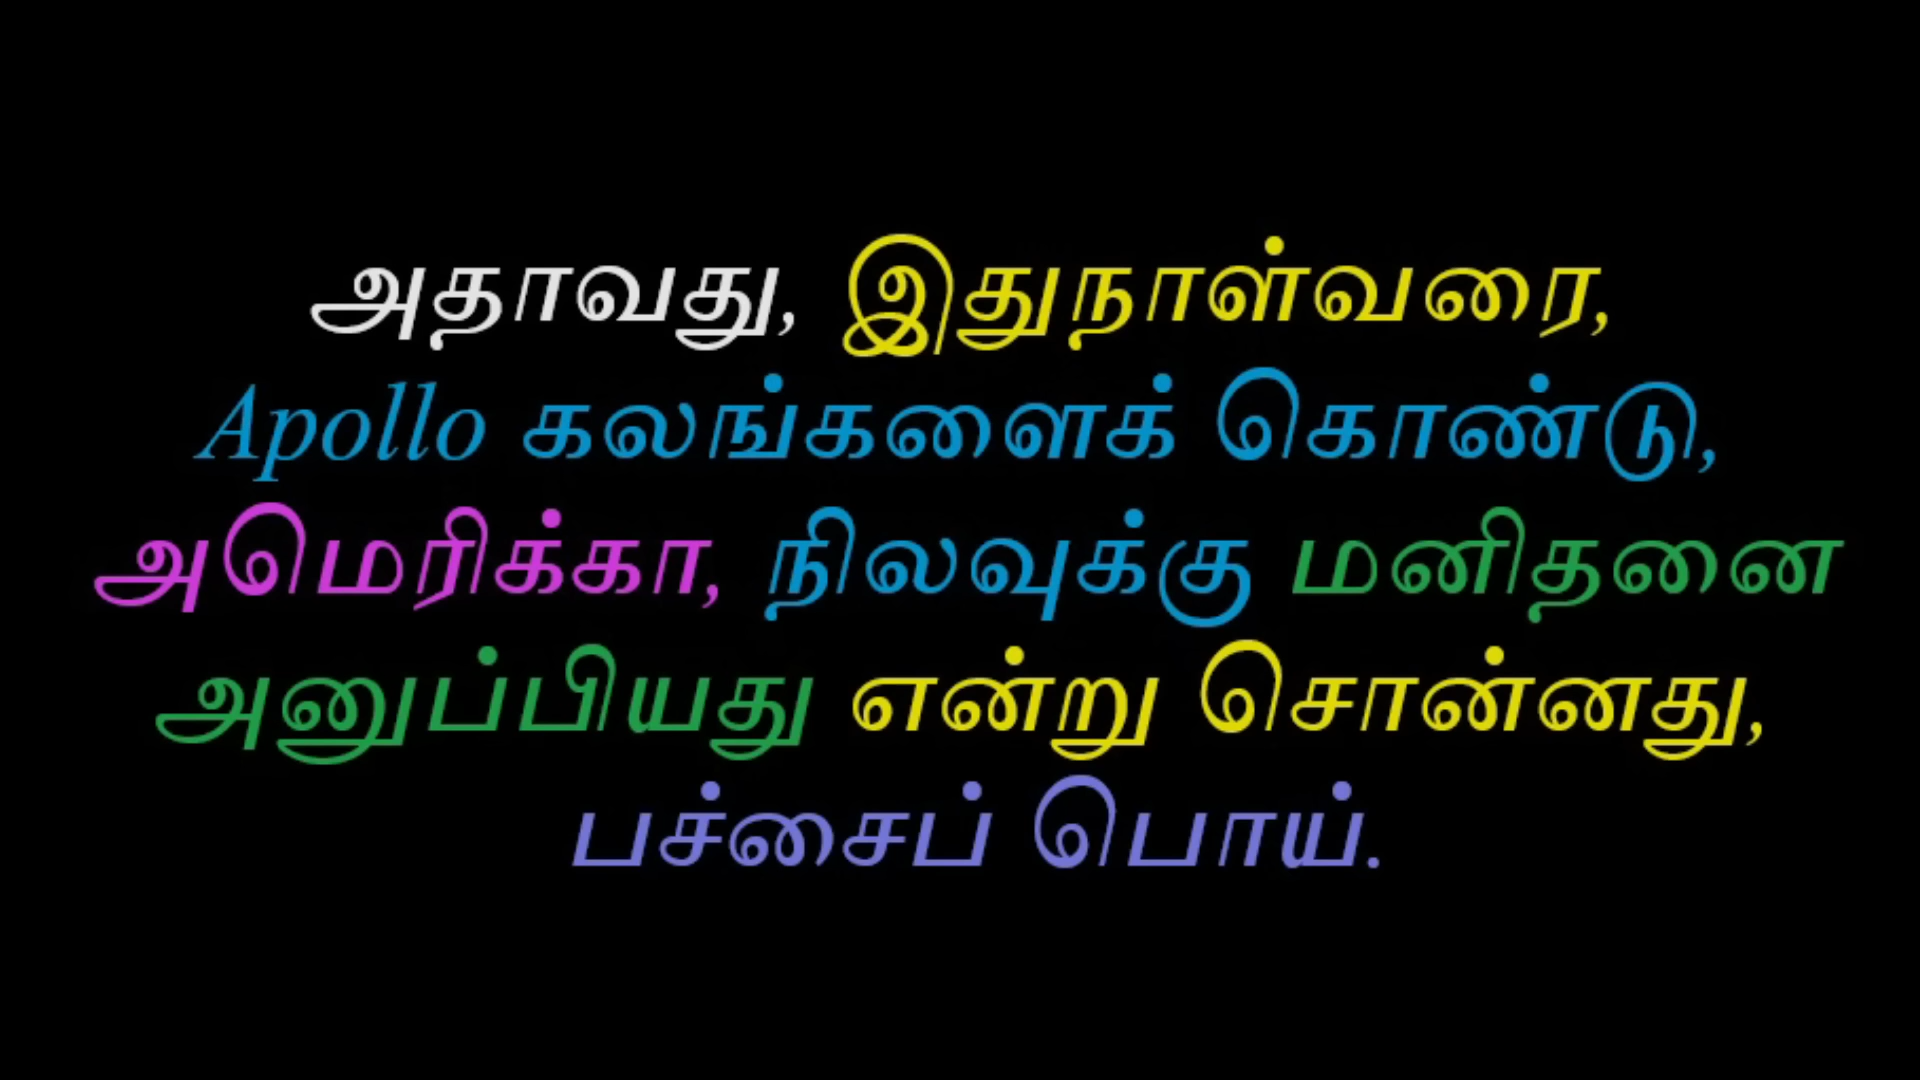 அதாவது, இதுநாள்வரை,
Apollo கலங்களைக் கொண்டு,
அமெரிக்கா, நிலவுக்கு மனிதனை
அனுப்பியது என்று சொன்னது,
பச்சைப் பொய்.